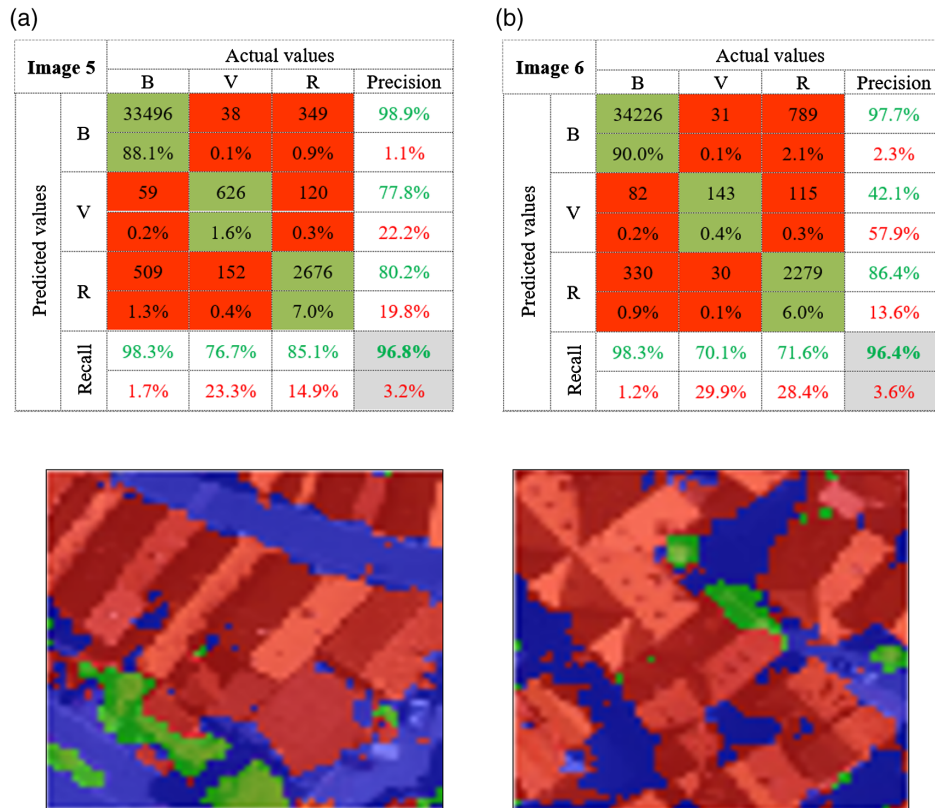 (a)
Image 5 Actual values
B V R Precision
Predicted values
B 33496 38 349 98.9%
88.1% 0.1% 0.9% 1.1%
V 59 626 120 77.8%
0.2% 1.6% 0.3% 22.2%
R 509 152 2676 80.2%
1.3% 0.4% 7.0% 19.8%
Recall 98.3% 76.7% 85.1% 96.8%
1.7% 23.3% 14.9% 3.2%
(b)
Image 6 Actual values
B V R Precision
Predicted values
B 34226 31 789 97.7%
90.0% 0.1% 2.1% 2.3%
V 82 143 115 42.1%
0.2% 0.4% 0.3% 57.9%
R 330 30 2279 86.4%
0.9% 0.1% 6.0% 13.6%
Recall 98.3% 70.1% 71.6% 96.4%
1.2% 29.9% 28.4% 3.6%